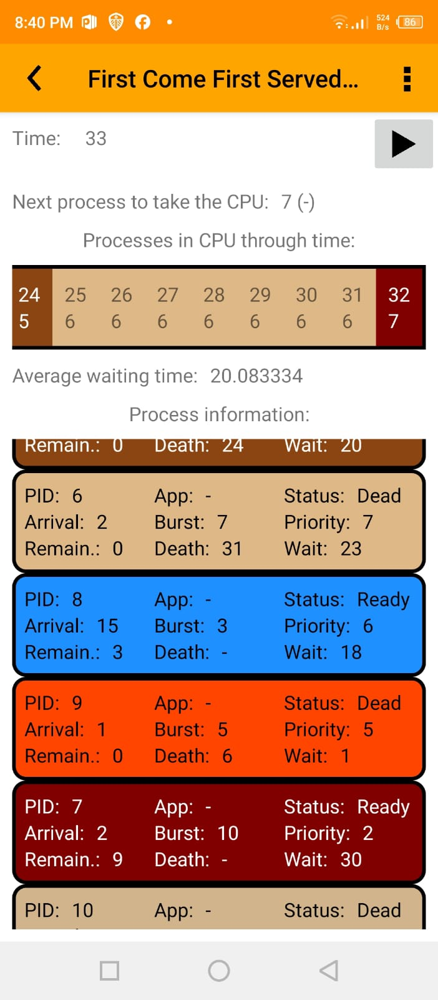 8:40 PM
524 B/s
86
First Come First Served...
Time: 33
Next process to take the CPU: 7 (-)
Processes in CPU through time:
24 25 26 27 28 29 30 31 32
5 6 6 6 6 6 6 6 7
Average waiting time: 20.083334
Process information:
Remain.: 0 Death: 24 Wait: 20
PID: 6 App: - Status: Dead
Arrival: 2 Burst: 7 Priority: 7
Remain.: 0 Death: 31 Wait: 23
PID: 8 App: - Status: Ready
Arrival: 15 Burst: 3 Priority: 6
Remain.: 3 Death: - Wait: 18
PID: 9 App: - Status: Dead
Arrival: 1 Burst: 5 Priority: 5
Remain.: 0 Death: 6 Wait: 1
PID: 7 App: - Status: Ready
Arrival: 2 Burst: 10 Priority: 2
Remain.: 9 Death: - Wait: 30
PID: 10 App: - Status: Dead